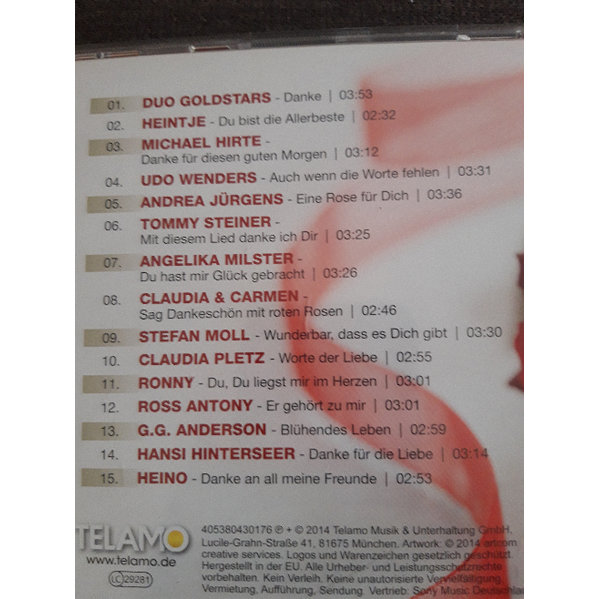 01. DUO GOLDSTARS - Danke | 03:53
02. HEINTJE - Du bist die Allerbeste | 02:32
03. MICHAEL HIRTE -
Danke für diesen guten Morgen | 03:12
04. UDO WENDERS - Auch wenn die Worte fehlen | 03:31
05. ANDREA JÜRGENS - Eine Rose für Dich | 03:36
06. TOMMY STEINER -
Mit diesem Lied danke ich Dir | 03:25
07. ANGELIKA MILSTER -
Du hast mir Glück gebracht | 03:26
08. CLAUDIA & CARMEN -
Sag Dankeschön mit roten Rosen | 02:46
09. STEFAN MOLL - Wunderbar, dass es Dich gibt | 03:30
10. CLAUDIA PLETZ - Worte der Liebe | 02:55
11. RONNY - Du, Du liegst mir im Herzen | 03:01
12. ROSS ANTONY - Er gehört zu mir | 03:01
13. G.G. ANDERSON - Blühendes Leben | 02:59
14. HANSI HINTERSEER - Danke für die Liebe | 03:14
15. HEINO - Danke an all meine Freunde | 02:53
TELAMO
www.telamo.de
LC 29281
405380430176 ℗ + © 2014 Telamo Musik & Unterhaltung GmbH,
Lucile-Grahn-Straße 41, 81675 München. Artwork: © 2014 artcom
creative services. Logos und Warenzeichen gesetzlich geschützt.
Hergestellt in der EU. Alle Urheber- und Leistungsschutzrechte
vorbehalten. Kein Verleih. Keine unautorisierte Vervielfältigung,
Vermietung, Aufführung, Sendung. Vertrieb: Sony Music Deutschland